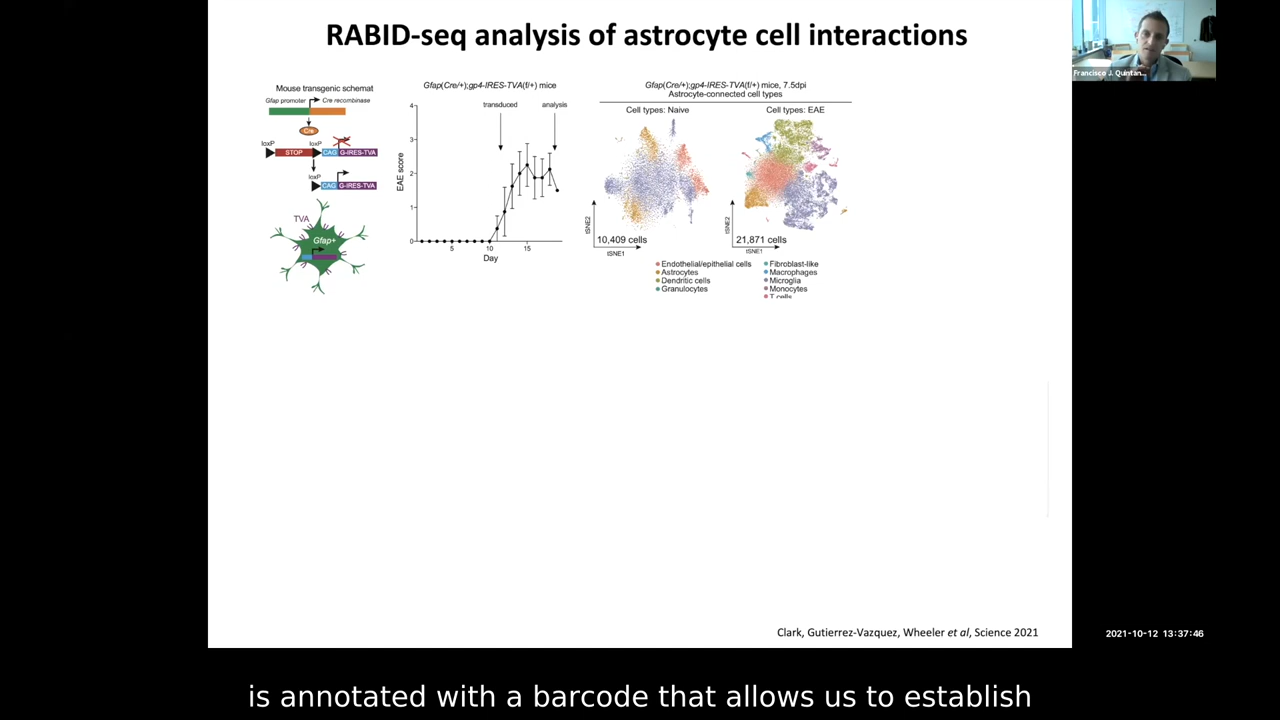 RABID-seq analysis of astrocyte cell interactions
Francisco J. Quintan...
Mouse transgenic schemat
Gfap promoter
Cre recombinase
Cre
loxP
loxP
STOP
CAG
G-IRES-TVA
loxP
CAG
G-IRES-TVA
TVA
Gfap+
Gfap(Cre/+);gp4-IRES-TVA(f/+) mice
transduced
analysis
EAE score
4
3
2
1
0
5
10
15
Day
Gfap(Cre/+);gp4-IRES-TVA(f/+) mice, 7.5dpi
Astrocyte-connected cell types
Cell types: Naive
Cell types: EAE
tSNE2
10,409 cells
tSNE1
tSNE2
21,871 cells
tSNE1
Endothelial/epithelial cells
Astrocytes
Dendritic cells
Granulocytes
Fibroblast-like
Macrophages
Microglia
Monocytes
T cells
Clark, Gutierrez-Vazquez, Wheeler et al, Science 2021
2021-10-12 13:37:46
is annotated with a barcode that allows us to establish